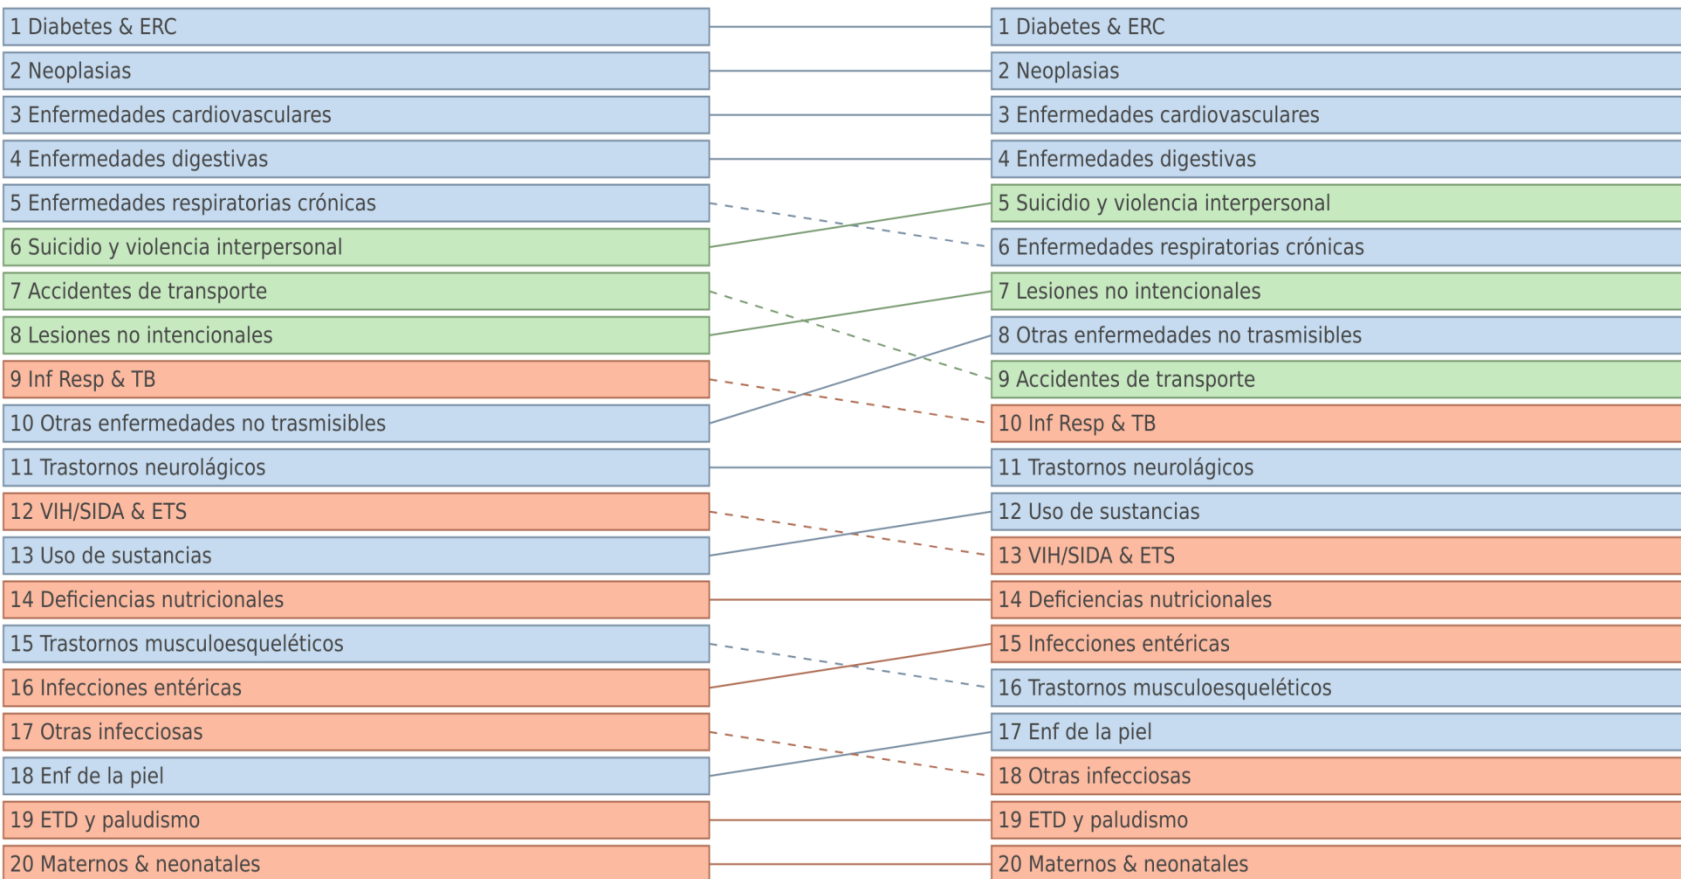 1 Diabetes & ERC
2 Neoplasias
3 Enfermedades cardiovasculares
4 Enfermedades digestivas
5 Enfermedades respiratorias crónicas
6 Suicidio y violencia interpersonal
7 Accidentes de transporte
8 Lesiones no intencionales
9 Inf Resp & TB
10 Otras enfermedades no trasmisibles
11 Trastornos neurolágicos
12 VIH/SIDA & ETS
13 Uso de sustancias
14 Deficiencias nutricionales
15 Trastornos musculoesqueléticos
16 Infecciones entéricas
17 Otras infecciosas
18 Enf de la piel
19 ETD y paludismo
20 Maternos & neonatales
1 Diabetes & ERC
2 Neoplasias
3 Enfermedades cardiovasculares
4 Enfermedades digestivas
5 Suicidio y violencia interpersonal
6 Enfermedades respiratorias crónicas
7 Lesiones no intencionales
8 Otras enfermedades no trasmisibles
9 Accidentes de transporte
10 Inf Resp & TB
11 Trastornos neurolágicos
12 Uso de sustancias
13 VIH/SIDA & ETS
14 Deficiencias nutricionales
15 Infecciones entéricas
16 Trastornos musculoesqueléticos
17 Enf de la piel
18 Otras infecciosas
19 ETD y paludismo
20 Maternos & neonatales